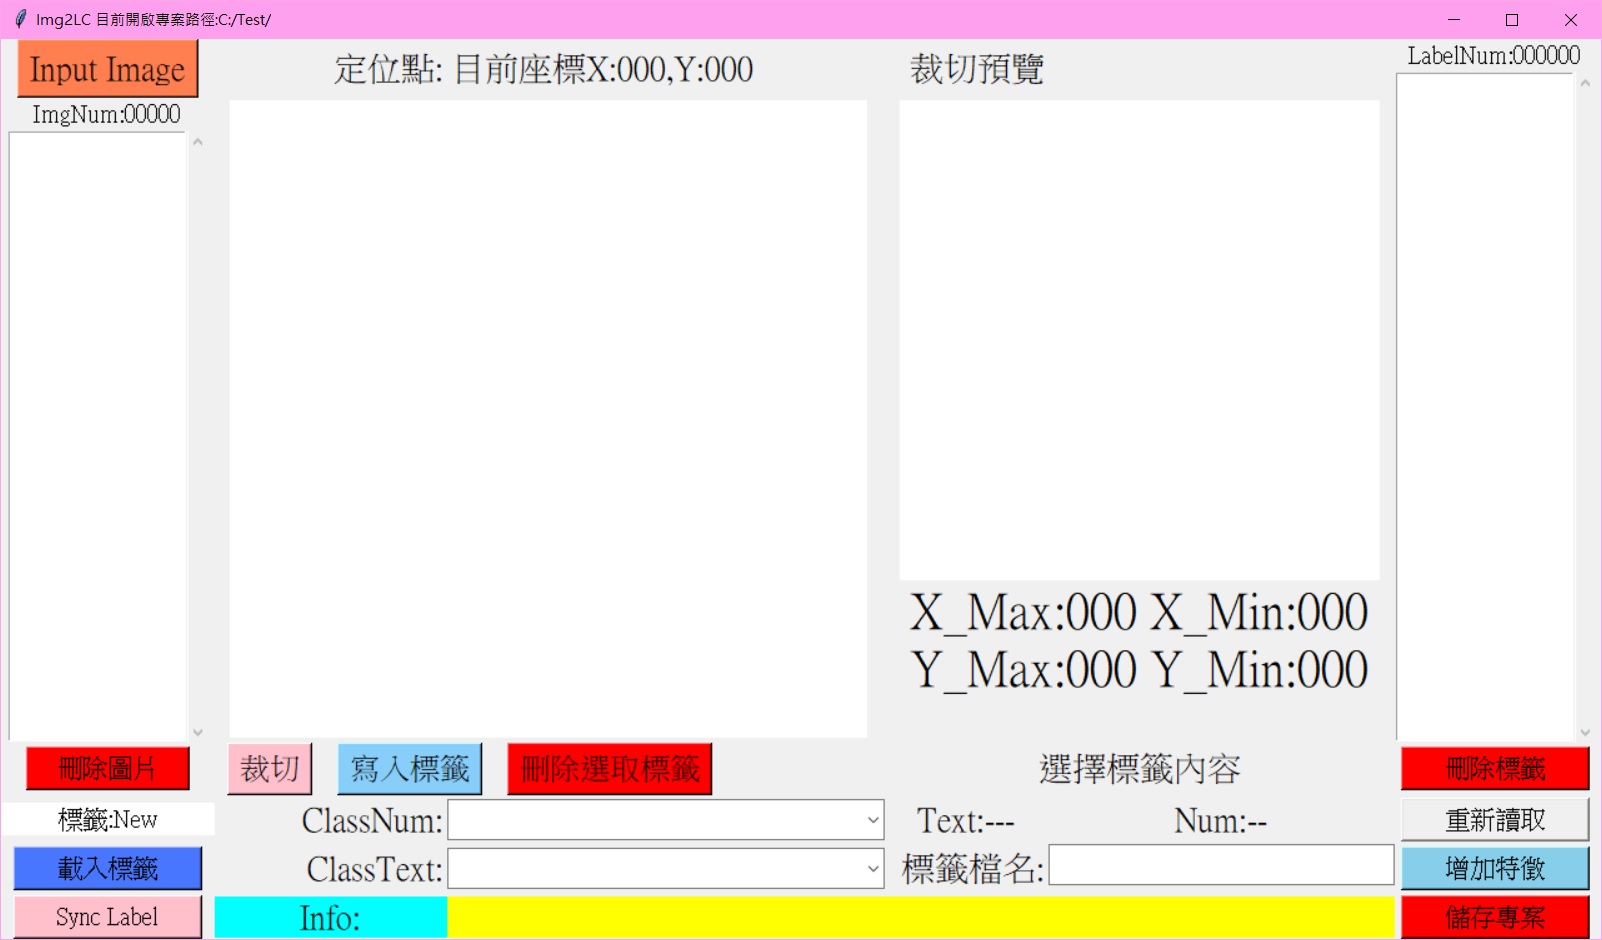 Img2LC 目前開啟專案路徑:C:/Test/
Input Image
定位點: 目前座標X:000,Y:000
裁切預覽
LabelNum:000000
ImgNum:00000
X_Max:000 X_Min:000
Y_Max:000 Y_Min:000
刪除圖片
裁切
寫入標籤
刪除選取標籤
選擇標籤內容
刪除標籤
標籤:New
ClassNum:
Text:---
Num:--
重新讀取
載入標籤
ClassText:
標籤檔名:
增加特徵
Sync Label
Info:
儲存專案